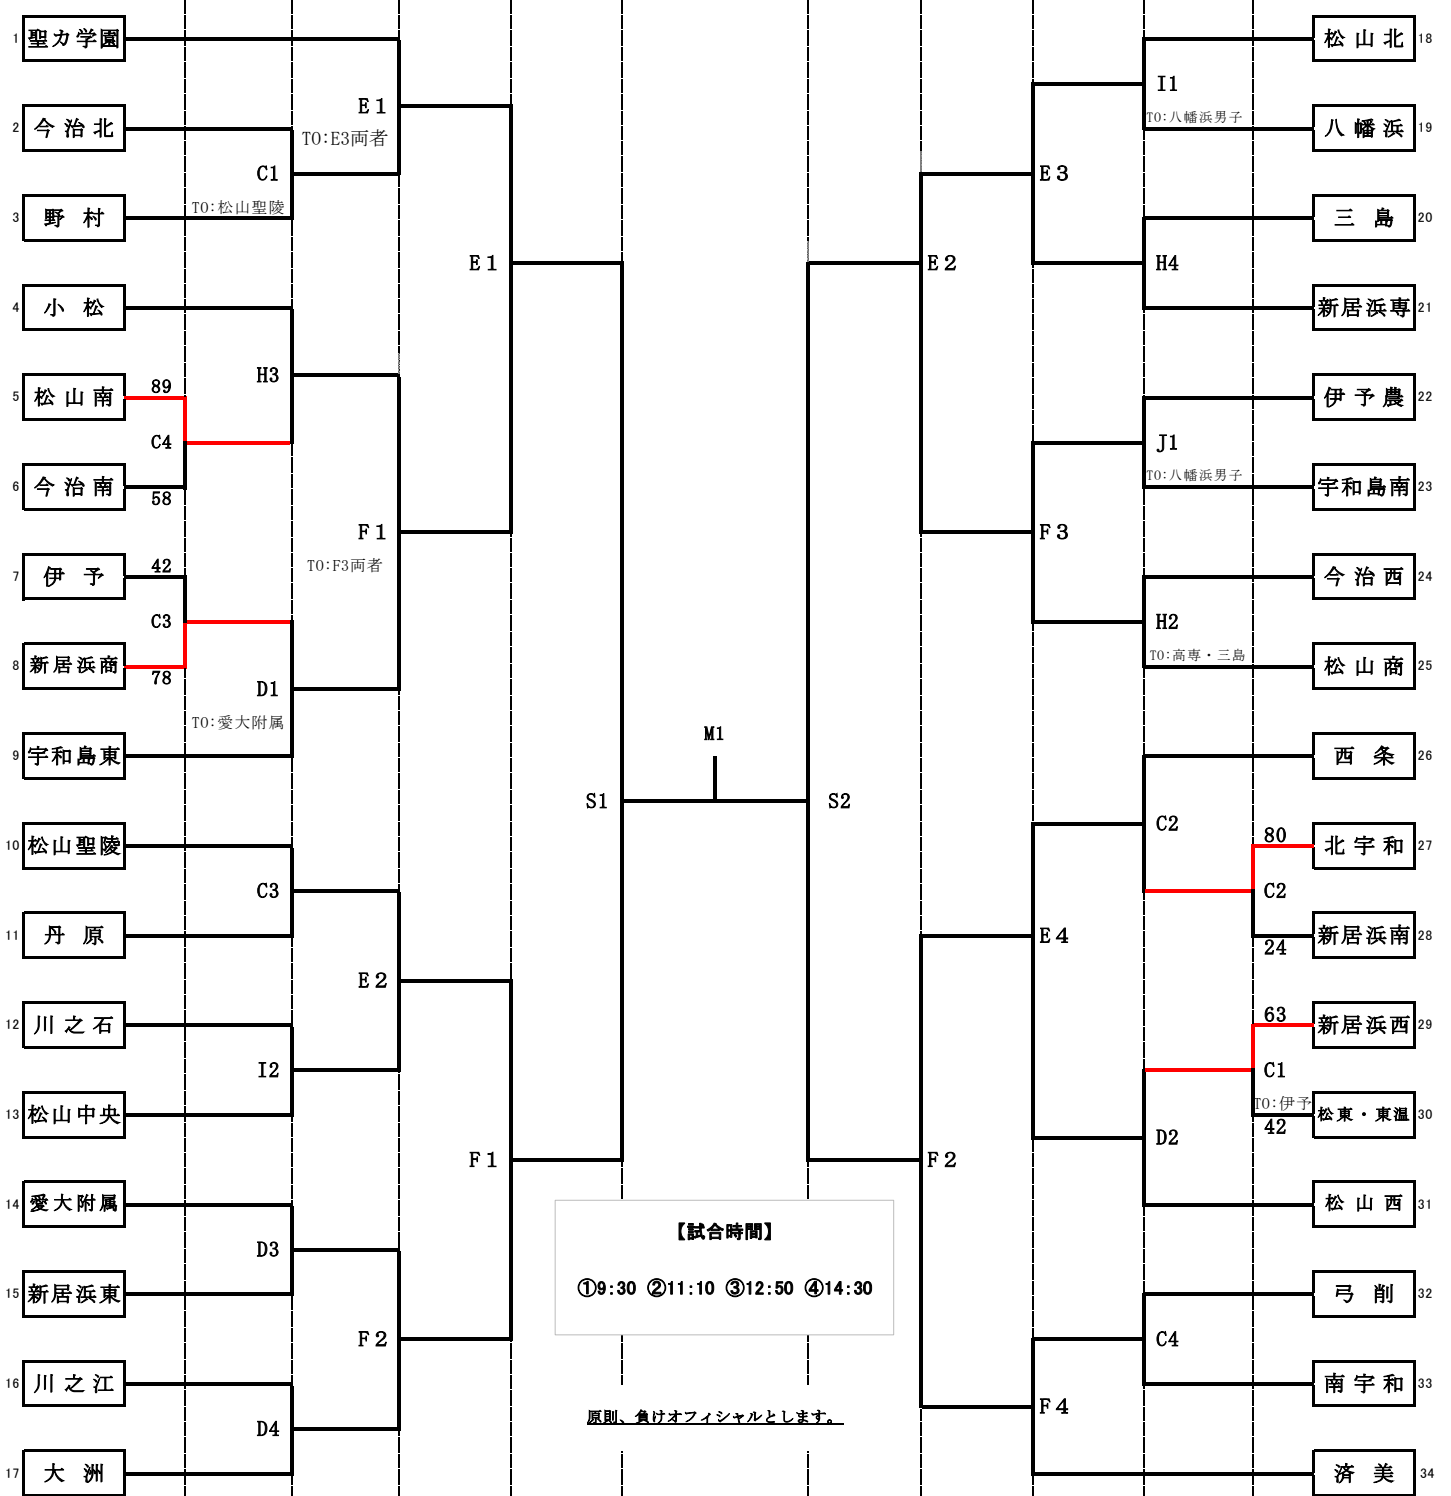 1 聖カ学園
E1
TO:E3両者
2 今治北
C1
TO:松山聖陵
3 野村
E1
4 小松
H3
5 松山南 89
C4
6 今治南 58
F1
TO:F3両者
7 伊予 42
C3
8 新居浜商 78
D1
TO:愛大附属
9 宇和島東
S1
10 松山聖陵
C3
11 丹原
E2
12 川之石
I2
13 松山中央
F1
14 愛大附属
D3
15 新居浜東
F2
16 川之江
D4
17 大洲
M1
【試合時間】
①9:30 ②11:10 ③12:50 ④14:30
原則、負けオフィシャルとします。
松山北 18
I1
TO:八幡浜男子
八幡浜 19
E3
三島 20
E2
H4
新居浜専 21
伊予農 22
J1
TO:八幡浜男子
宇和島南 23
F3
今治西 24
H2
TO:高専・三島
松山商 25
S2
西条 26
C2
80 北宇和 27
C2
24 新居浜南 28
E4
63 新居浜西 29
C1
TO:伊予
42 松東・東温 30
D2
F2
松山西 31
弓削 32
C4
南宇和 33
F4
済美 34